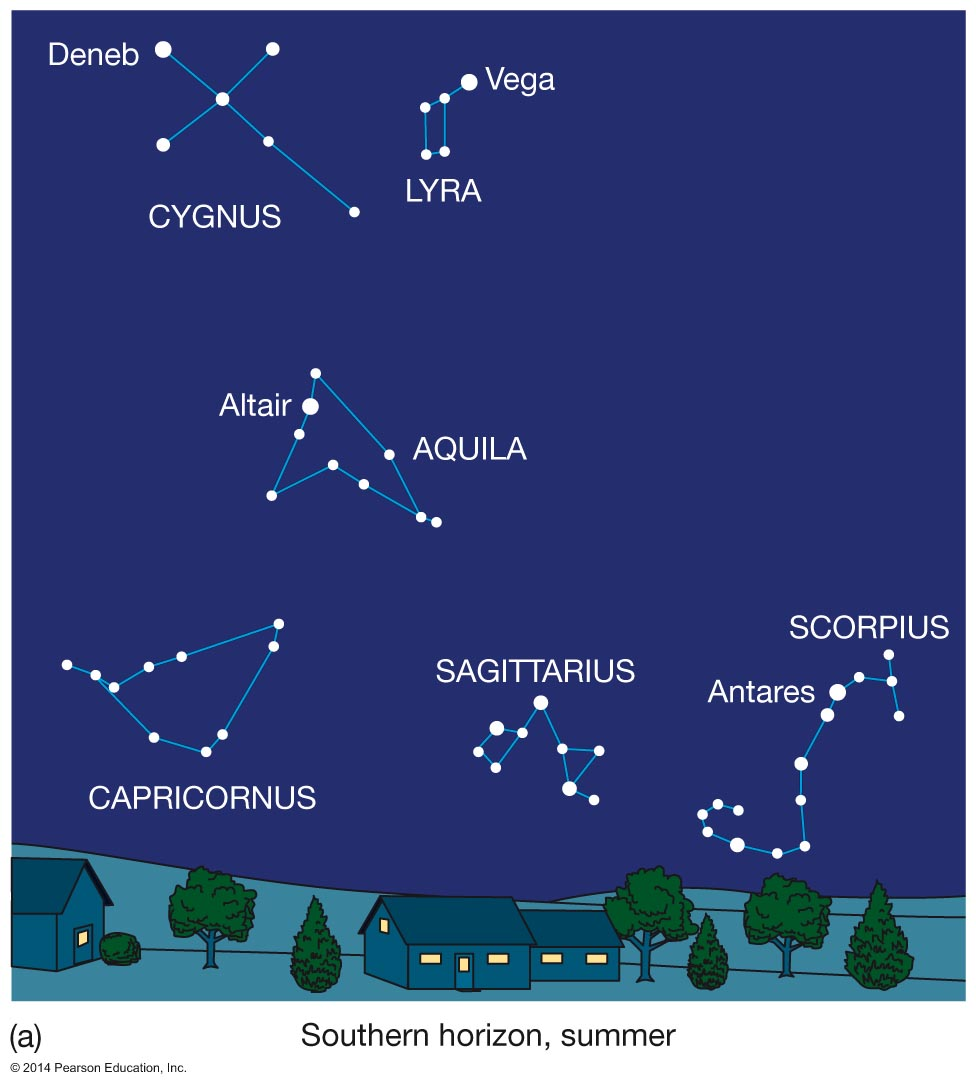 Deneb
Vega
LYRA
CYGNUS
Altair
AQUILA
SCORPIUS
SAGITTARIUS
Antares
CAPRICORNUS
(a) Southern horizon, summer
© 2014 Pearson Education, Inc.